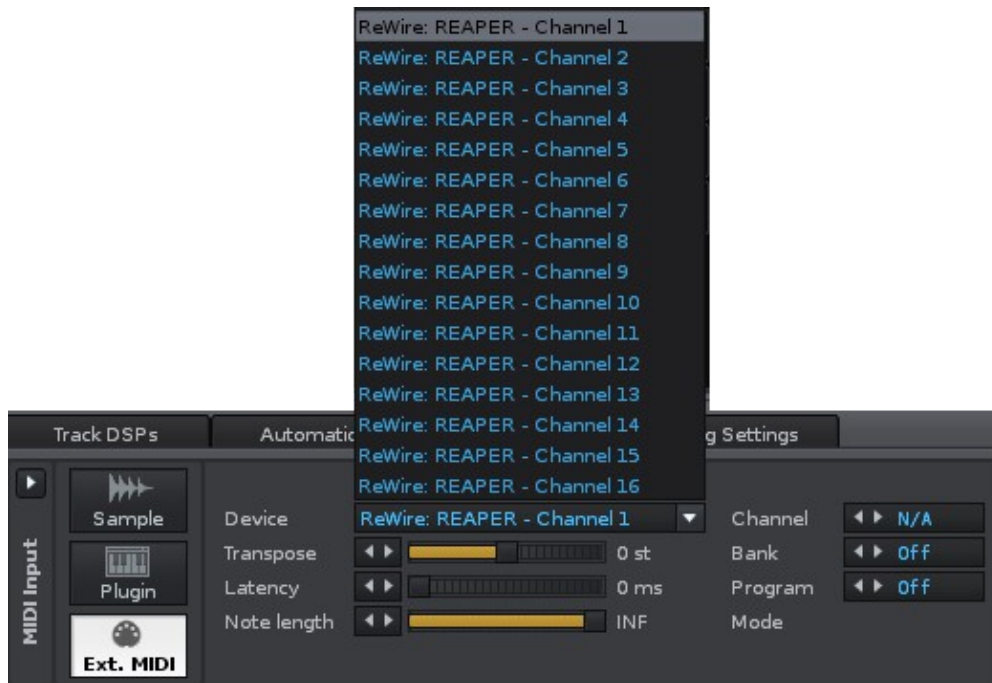 ReWire: REAPER - Channel 1
ReWire: REAPER - Channel 2
ReWire: REAPER - Channel 3
ReWire: REAPER - Channel 4
ReWire: REAPER - Channel 5
ReWire: REAPER - Channel 6
ReWire: REAPER - Channel 7
ReWire: REAPER - Channel 8
ReWire: REAPER - Channel 9
ReWire: REAPER - Channel 10
ReWire: REAPER - Channel 11
ReWire: REAPER - Channel 12
ReWire: REAPER - Channel 13
ReWire: REAPER - Channel 14
ReWire: REAPER - Channel 15
ReWire: REAPER - Channel 16
Track DSPs Automatic g Settings
MIDI Input
Sample
Plugin
Ext. MIDI
Device ReWire: REAPER - Channel 1 Channel N/A
Transpose 0 st Bank Off
Latency 0 ms Program Off
Note length INF Mode